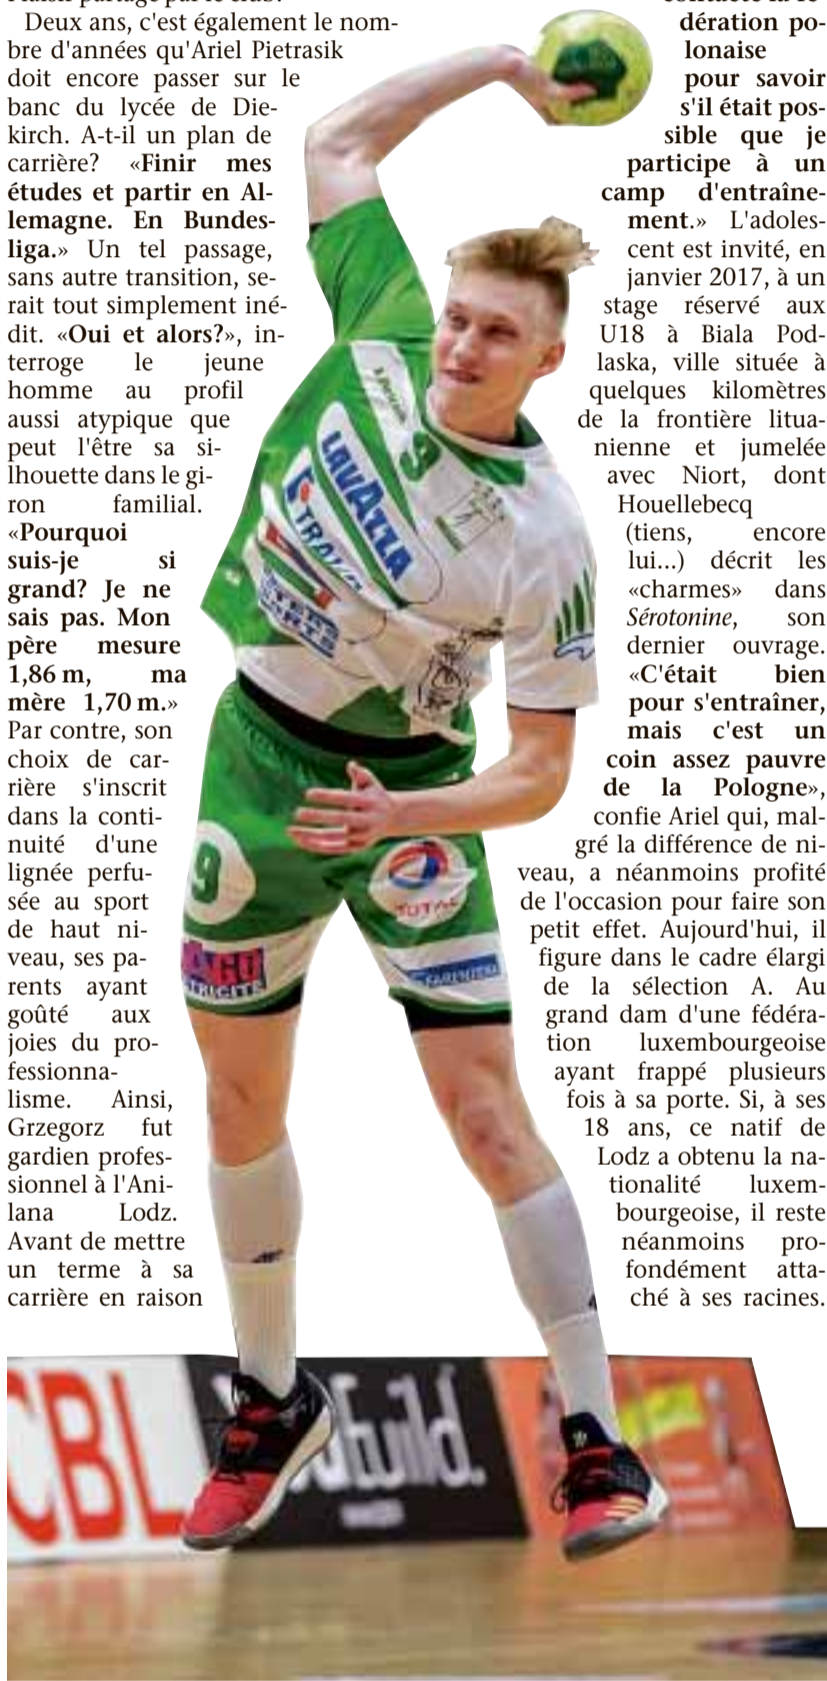 Deux ans, c'est également le nom-
bre d'années qu'Ariel Pietrasik
doit encore passer sur le
banc du lycée de Die-
kirch. A-t-il un plan de
carrière? «Finir mes
études et partir en Al-
lemagne. En Bundes-
liga.» Un tel passage,
sans autre transition, se-
rait tout simplement iné-
dit. «Oui et alors?», in-
terroge le jeune
homme au profil
aussi atypique que
peut l'être sa si-
lhouette dans le gi-
ron familial.
«Pourquoi
suis-je si
grand? Je ne
sais pas. Mon
père mesure
1,86 m, ma
mère 1,70 m.»
Par contre, son
choix de car-
rière s'inscrit
dans la conti-
nuité d'une
lignée perfu-
sée au sport
de haut ni-
veau, ses pa-
rents ayant
goûté aux
joies du pro-
fessionna-
lisme. Ainsi,
Grzegorz fut
gardien profes-
sionnel à l'Ani-
lana Lodz.
Avant de mettre
un terme à sa
carrière en raison
dération po-
lonaise
pour savoir
s'il était pos-
sible que je
participe à un
camp d'entraîne-
ment.» L'adoles-
cent est invité, en
janvier 2017, à un
stage réservé aux
U18 à Biala Pod-
laska, ville située à
quelques kilomètres
de la frontière litua-
nienne et jumelée
avec Niort, dont
Houellebecq
(tiens, encore
lui...) décrit les
«charmes» dans
Sérotonine, son
dernier ouvrage.
«C'était bien
pour s'entraîner,
mais c'est un
coin assez pauvre
de la Pologne»,
confie Ariel qui, mal-
gré la différence de ni-
veau, a néanmoins profité
de l'occasion pour faire son
petit effet. Aujourd'hui, il
figure dans le cadre élargi
de la sélection A. Au
grand dam d'une fédéra-
tion luxembourgeoise
ayant frappé plusieurs
fois à sa porte. Si, à ses
18 ans, ce natif de
Lodz a obtenu la na-
tionalité luxem-
bourgeoise, il reste
néanmoins pro-
fondément atta-
ché à ses racines.
9
LAVAZZA
9
TOTAL
CBL